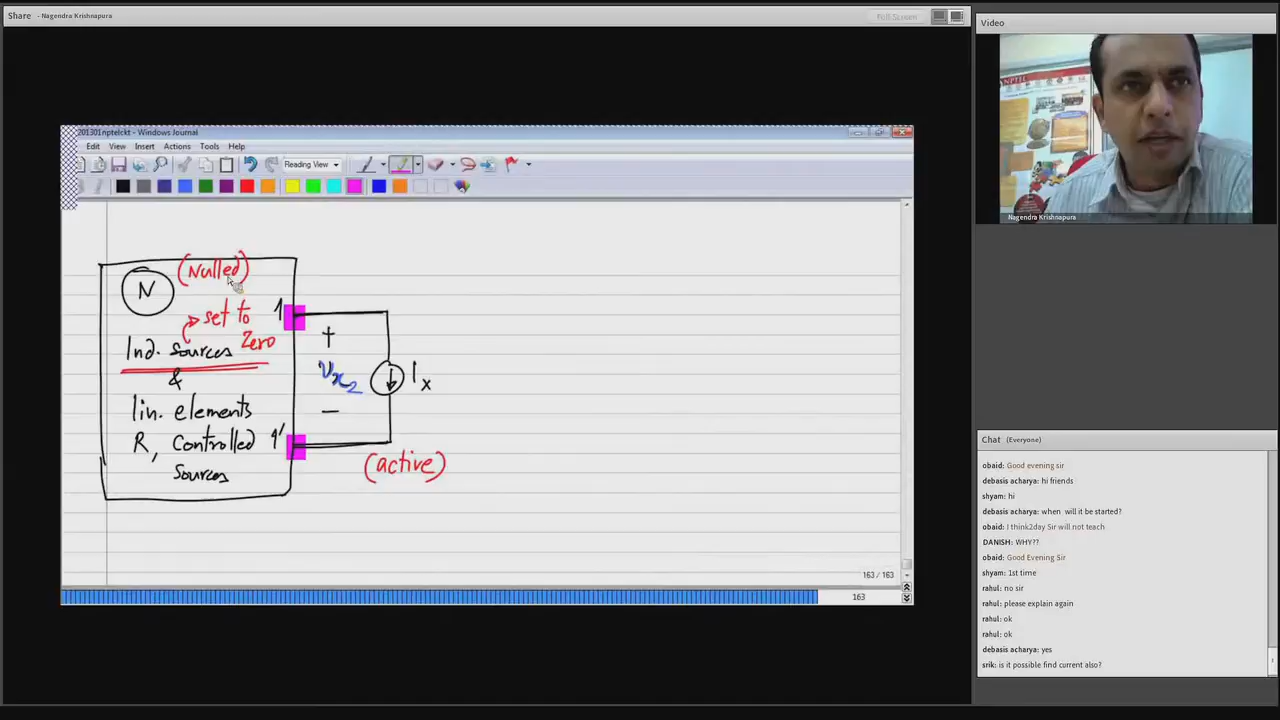 Share - Nagendra Krishnapura
Full Screen
Video
NPTEL
Nagendra Krishnapura
201301nptelckt - Windows Journal
Edit View Insert Actions Tools Help
Reading View
N (Nulled)
set to Zero
1
Ind. sources
&
lin. elements
R, Controlled
Sources
1'
+
Vx2
-
Ix
(active)
163 / 163
163
Chat (Everyone)
obaid: Good evening sir
debasis acharya: hi friends
shyam: hi
debasis acharya: when will it be started?
obaid: I think2day Sir will not teach
DANISH: WHY??
obaid: Good Evening Sir
shyam: 1st time
rahul: no sir
rahul: please explain again
rahul: ok
rahul: ok
debasis acharya: yes
srik: is it possible find current also?